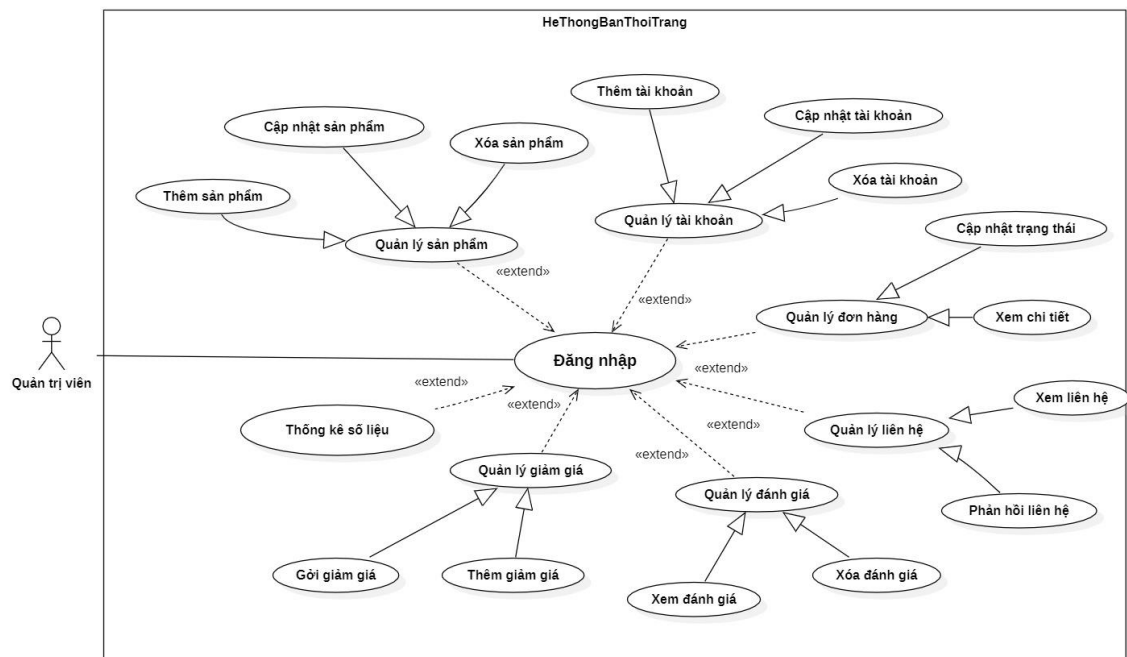 HeThongBanThoiTrang
Thêm tài khoản
Cập nhật sản phẩm
Cập nhật tài khoản
Xóa sản phẩm
Xóa tài khoản
Thêm sản phẩm
Quản lý tài khoản
Quản lý sản phẩm
Cập nhật trạng thái
«extend»
«extend»
Quản lý đơn hàng
Xem chi tiết
Đăng nhập
Quản trị viên
«extend»
«extend»
Xem liên hệ
«extend»
Thống kê số liệu
Quản lý liên hệ
«extend»
Quản lý giảm giá
Quản lý đánh giá
Phản hồi liên hệ
Gởi giảm giá
Thêm giảm giá
Xóa đánh giá
Xem đánh giá